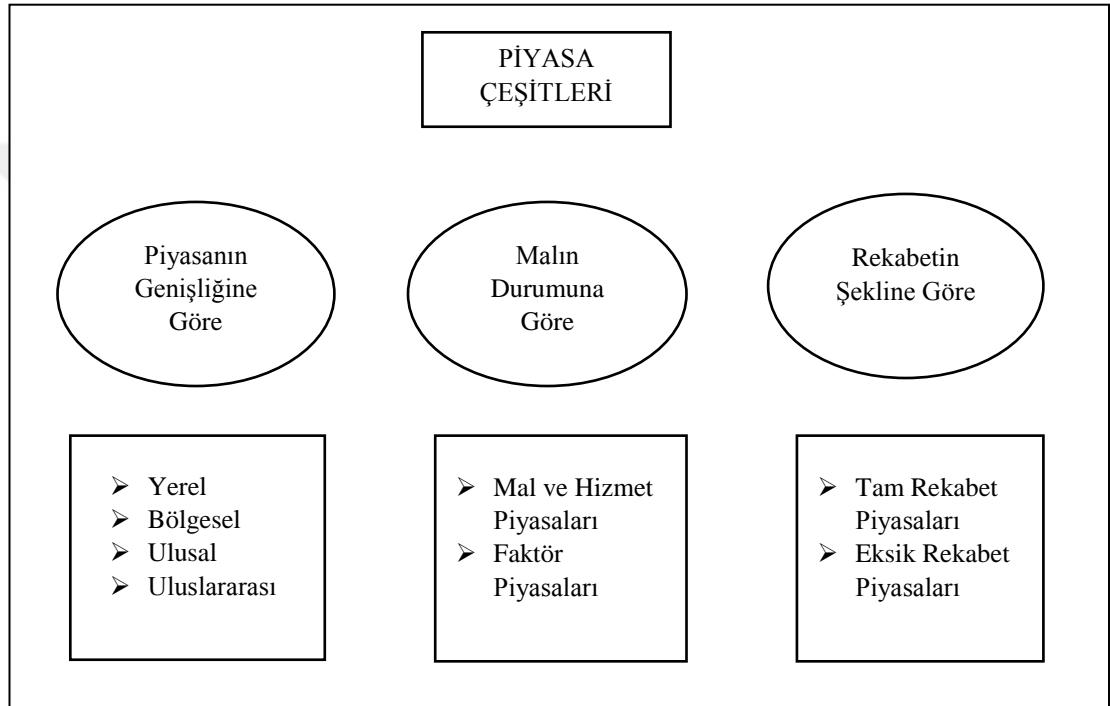 PİYASA
ÇEŞİTLERİ
Piyasanın
Genişliğine
Göre
Malın
Durumuna
Göre
Rekabetin
Şekline Göre
➢ Yerel
➢ Bölgesel
➢ Ulusal
➢ Uluslararası
➢ Mal ve Hizmet
Piyasaları
➢ Faktör
Piyasaları
➢ Tam Rekabet
Piyasaları
➢ Eksik Rekabet
Piyasaları